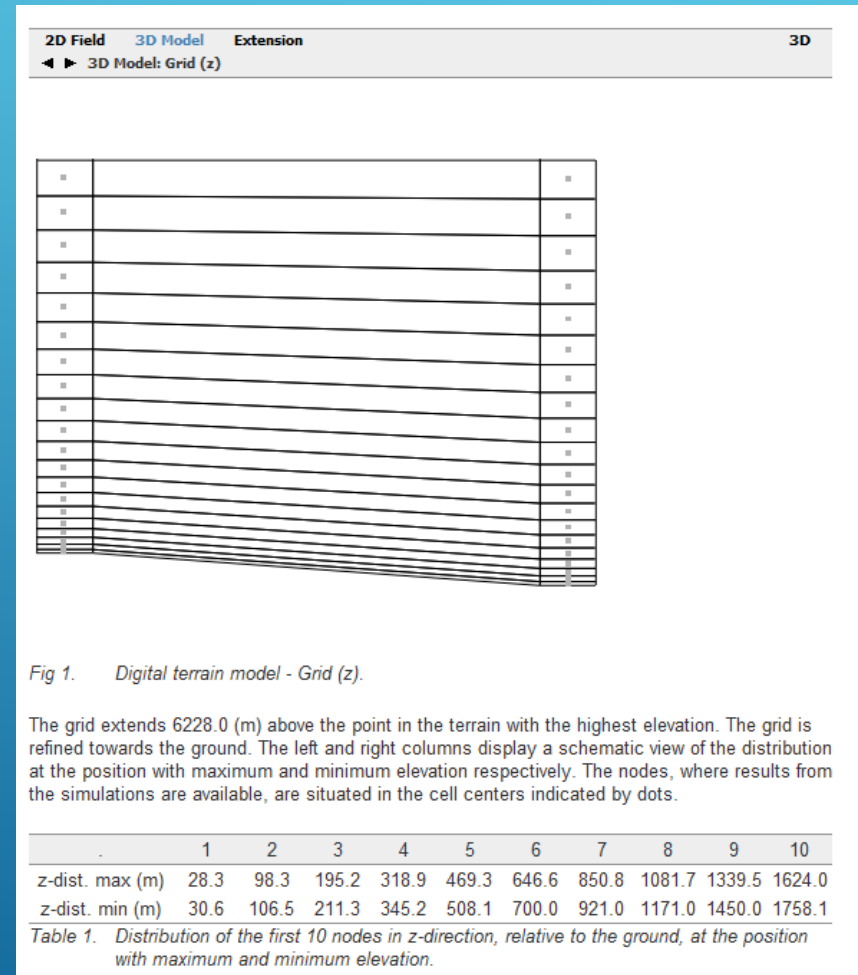 2D Field 3D Model Extension 3D
◄ ► 3D Model: Grid (z)
Fig 1. Digital terrain model - Grid (z).
The grid extends 6228.0 (m) above the point in the terrain with the highest elevation. The grid is
refined towards the ground. The left and right columns display a schematic view of the distribution
at the position with maximum and minimum elevation respectively. The nodes, where results from
the simulations are available, are situated in the cell centers indicated by dots.
. 1 2 3 4 5 6 7 8 9 10
z-dist. max (m) 28.3 98.3 195.2 318.9 469.3 646.6 850.8 1081.7 1339.5 1624.0
z-dist. min (m) 30.6 106.5 211.3 345.2 508.1 700.0 921.0 1171.0 1450.0 1758.1
Table 1. Distribution of the first 10 nodes in z-direction, relative to the ground, at the position
with maximum and minimum elevation.